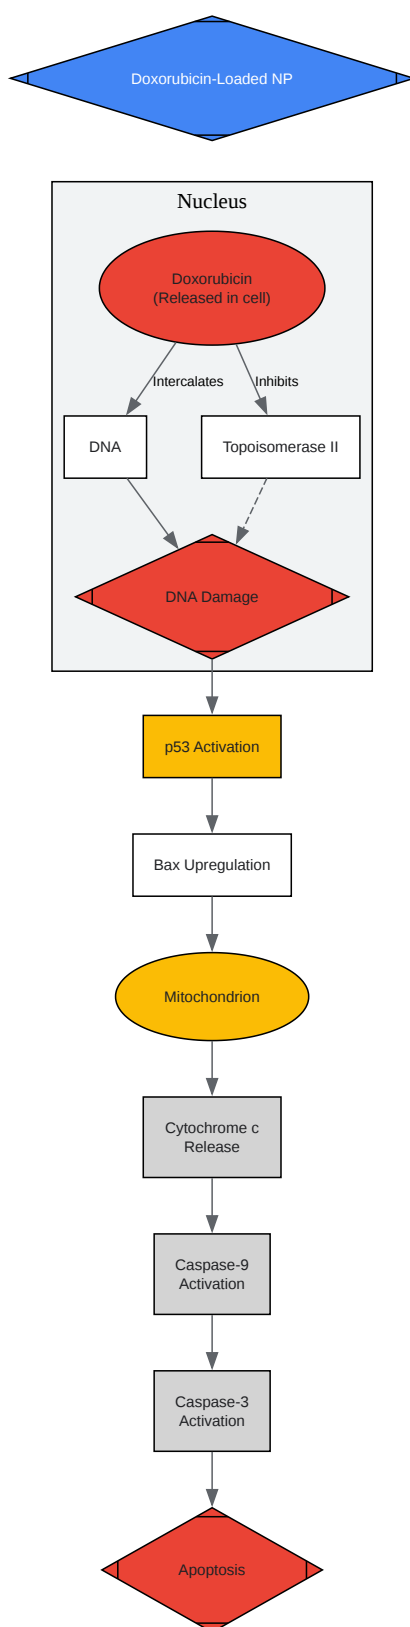 Doxorubicin-Loaded NP
Nucleus
Doxorubicin
(Released in cell)
Intercalates
Inhibits
DNA
Topoisomerase II
DNA Damage
p53 Activation
Bax Upregulation
Mitochondrion
Cytochrome c
Release
Caspase-9
Activation
Caspase-3
Activation
Apoptosis